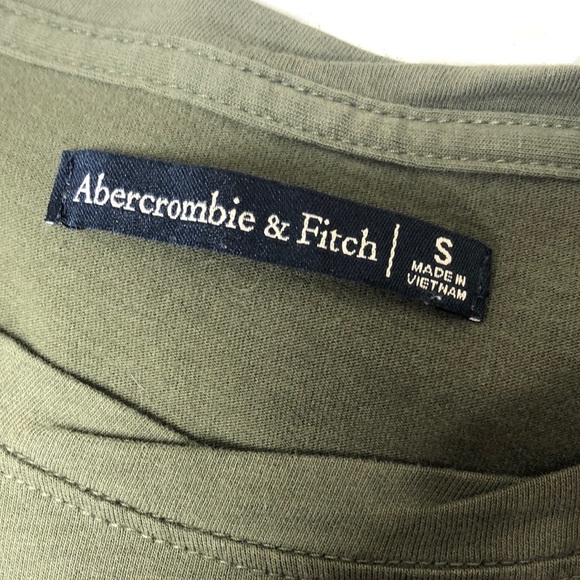 Abercrombie & Fitch
S
MADE IN
VIETNAM